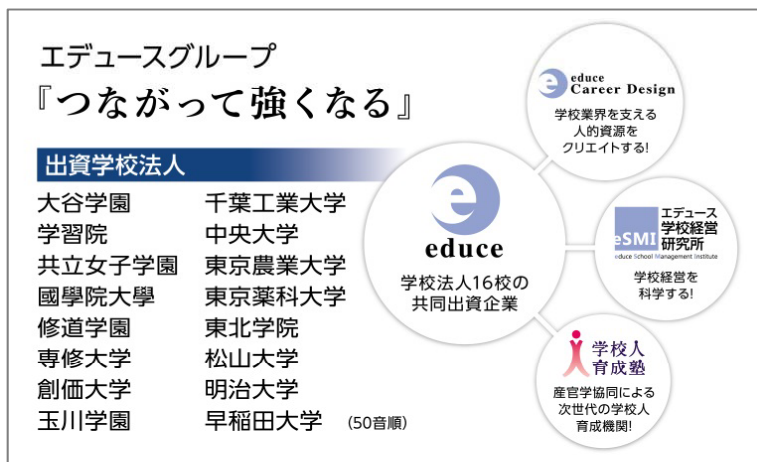 エデュースグループ
『つながって強くなる』
出資学校法人
大谷学園 千葉工業大学
学習院 中央大学
共立女子学園 東京農業大学
國學院大學 東京薬科大学
修道学園 東北学院
専修大学 松山大学
創価大学 明治大学
玉川学園 早稲田大学 (50音順)
e
educe
学校法人16校の
共同出資企業
e educe
Career Design
学校業界を支える
人的資源を
クリエイトする!
eSMI エデュース
学校経営
研究所
educe School Management Institute
学校経営を
科学する!
学校人
育成塾
産官学協同による
次世代の学校人
育成機関!